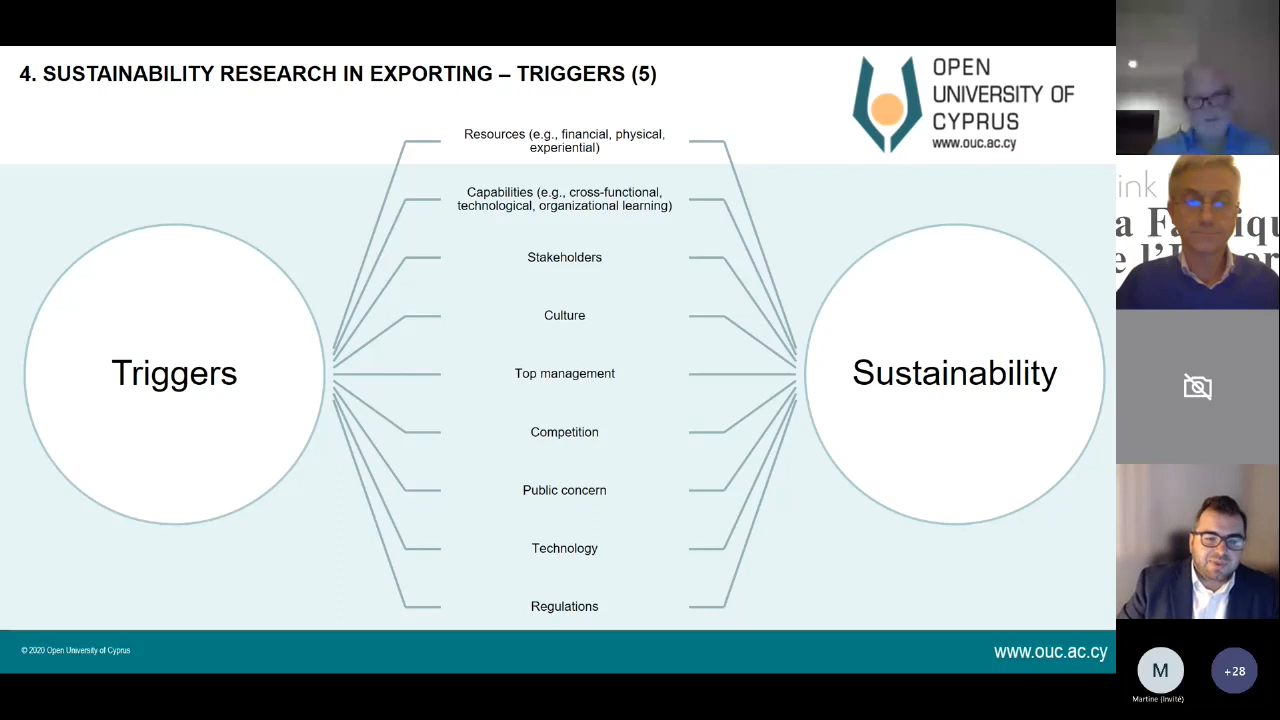 4. SUSTAINABILITY RESEARCH IN EXPORTING – TRIGGERS (5)
OPEN
UNIVERSITY OF
CYPRUS
www.ouc.ac.cy
Resources (e.g., financial, physical,
experiential)
Capabilities (e.g., cross-functional,
technological, organizational learning)
Stakeholders
Culture
Top management
Competition
Public concern
Technology
Regulations
Triggers
Sustainability
© 2020 Open University of Cyprus
www.ouc.ac.cy
ink
M
+28
Martine (Invité)